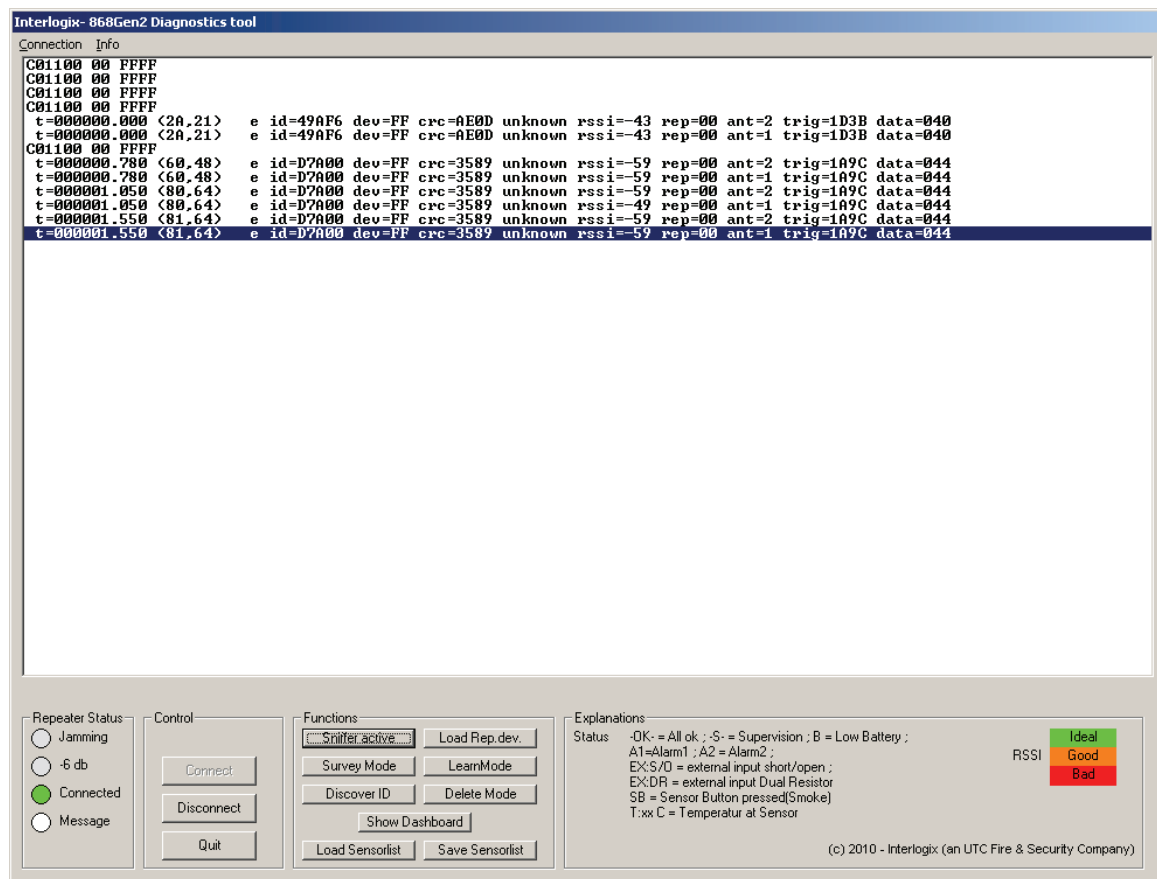 Interlogix- 868Gen2 Diagnostics tool
Connection Info
C01100 00 FFFF
C01100 00 FFFF
C01100 00 FFFF
C01100 00 FFFF
t=000000.000 (2A,21) e id=49AF6 dev=FF crc=AE0D unknown rssi=-43 rep=00 ant=2 trig=1D3B data=040
t=000000.000 (2A,21) e id=49AF6 dev=FF crc=AE0D unknown rssi=-43 rep=00 ant=1 trig=1D3B data=040
C01100 00 FFFF
t=000000.780 (60,48) e id=D7A00 dev=FF crc=3589 unknown rssi=-59 rep=00 ant=2 trig=1A9C data=044
t=000000.780 (60,48) e id=D7A00 dev=FF crc=3589 unknown rssi=-59 rep=00 ant=1 trig=1A9C data=044
t=000001.050 (80,64) e id=D7A00 dev=FF crc=3589 unknown rssi=-59 rep=00 ant=2 trig=1A9C data=044
t=000001.050 (80,64) e id=D7A00 dev=FF crc=3589 unknown rssi=-49 rep=00 ant=1 trig=1A9C data=044
t=000001.550 (81,64) e id=D7A00 dev=FF crc=3589 unknown rssi=-59 rep=00 ant=2 trig=1A9C data=044
t=000001.550 (81,64) e id=D7A00 dev=FF crc=3589 unknown rssi=-59 rep=00 ant=1 trig=1A9C data=044
Repeater Status
Jamming
-6 db
Connected
Message
Control
Connect
Disconnect
Quit
Functions
Sniffer active
Load Rep.dev.
Survey Mode
LearnMode
Discover ID
Delete Mode
Show Dashboard
Load Sensorlist
Save Sensorlist
Explanations
Status -OK- = All ok ; -S- = Supervision ; B = Low Battery ;
A1=Alarm1 ; A2 = Alarm2 ;
EX:S/O = external input short/open ;
EX:DR = external input Dual Resistor
SB = Sensor Button pressed(Smoke)
T:xx C = Temperatur at Sensor
RSSI
Ideal
Good
Bad
(c) 2010 - Interlogix (an UTC Fire & Security Company)